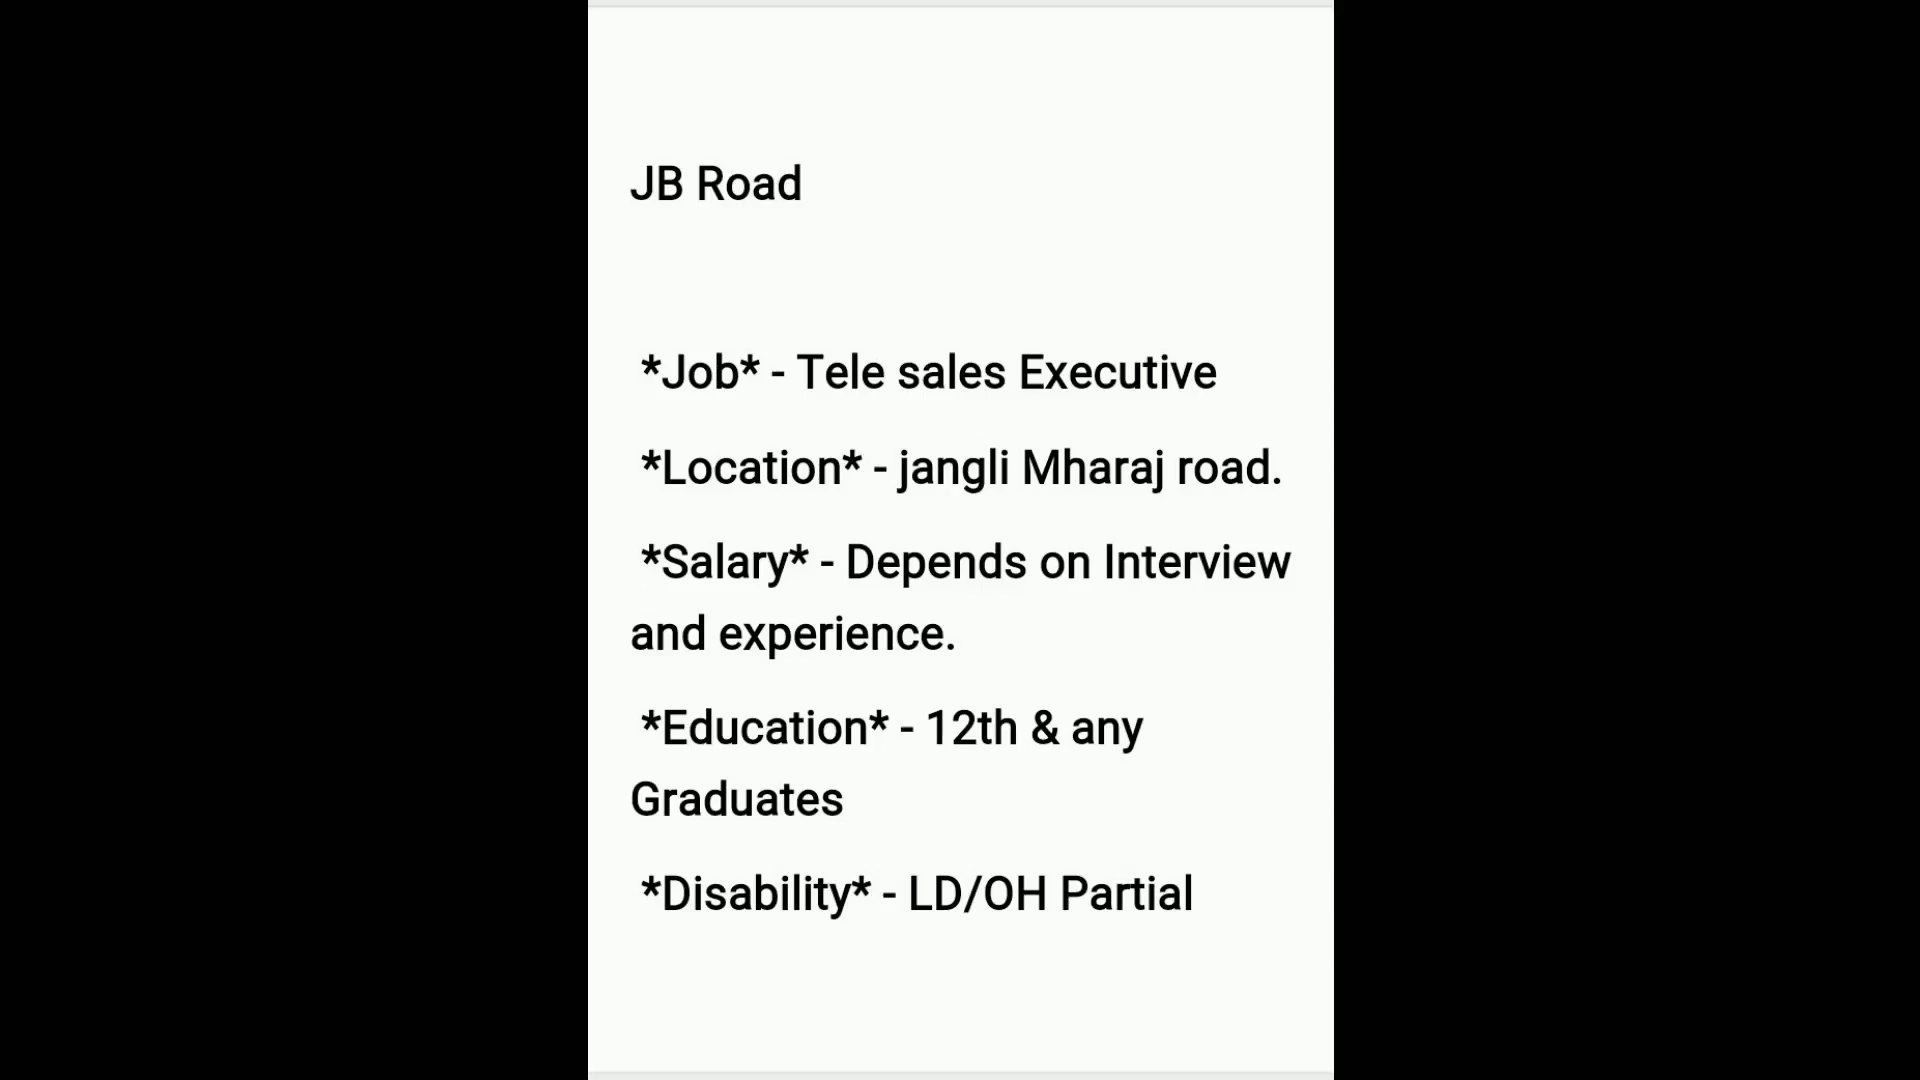 JB Road
*Job* - Tele sales Executive
*Location* - jangli Mharaj road.
*Salary* - Depends on Interview
and experience.
*Education* - 12th & any
Graduates
*Disability* - LD/OH Partial